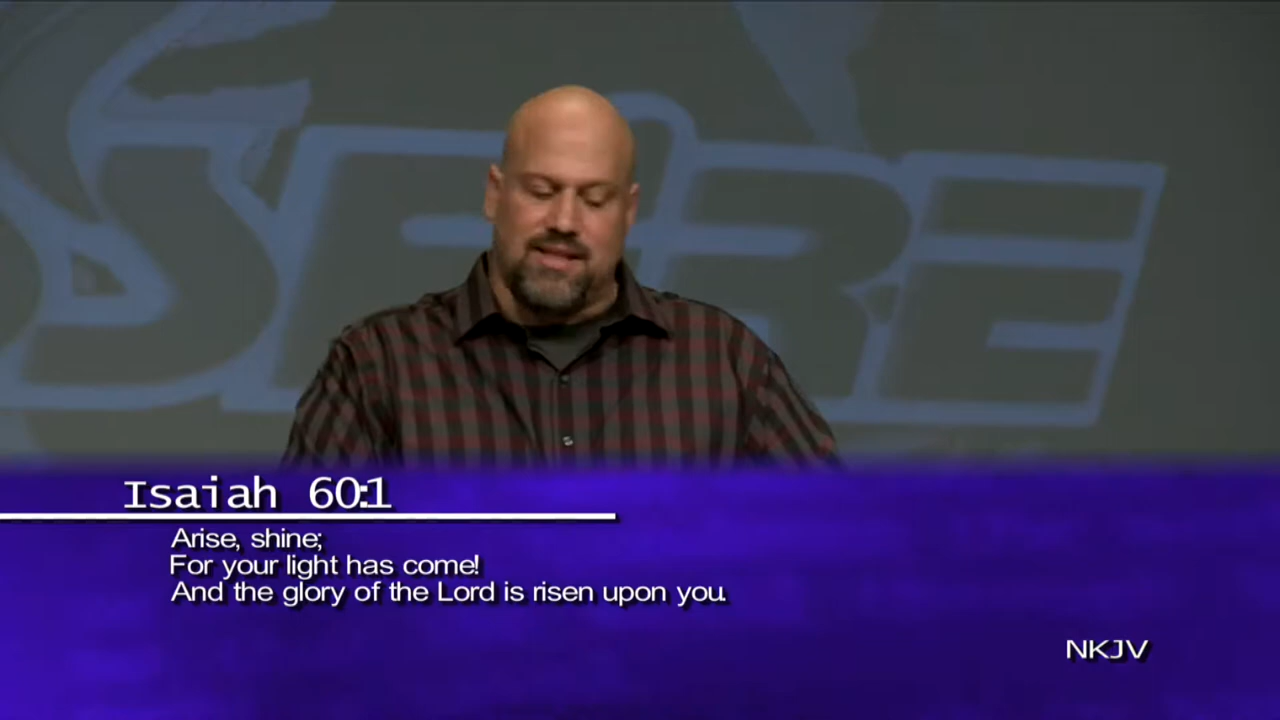 Isaiah 60:1
Arise, shine;
For your light has come!
And the glory of the Lord is risen upon you.
NKJV